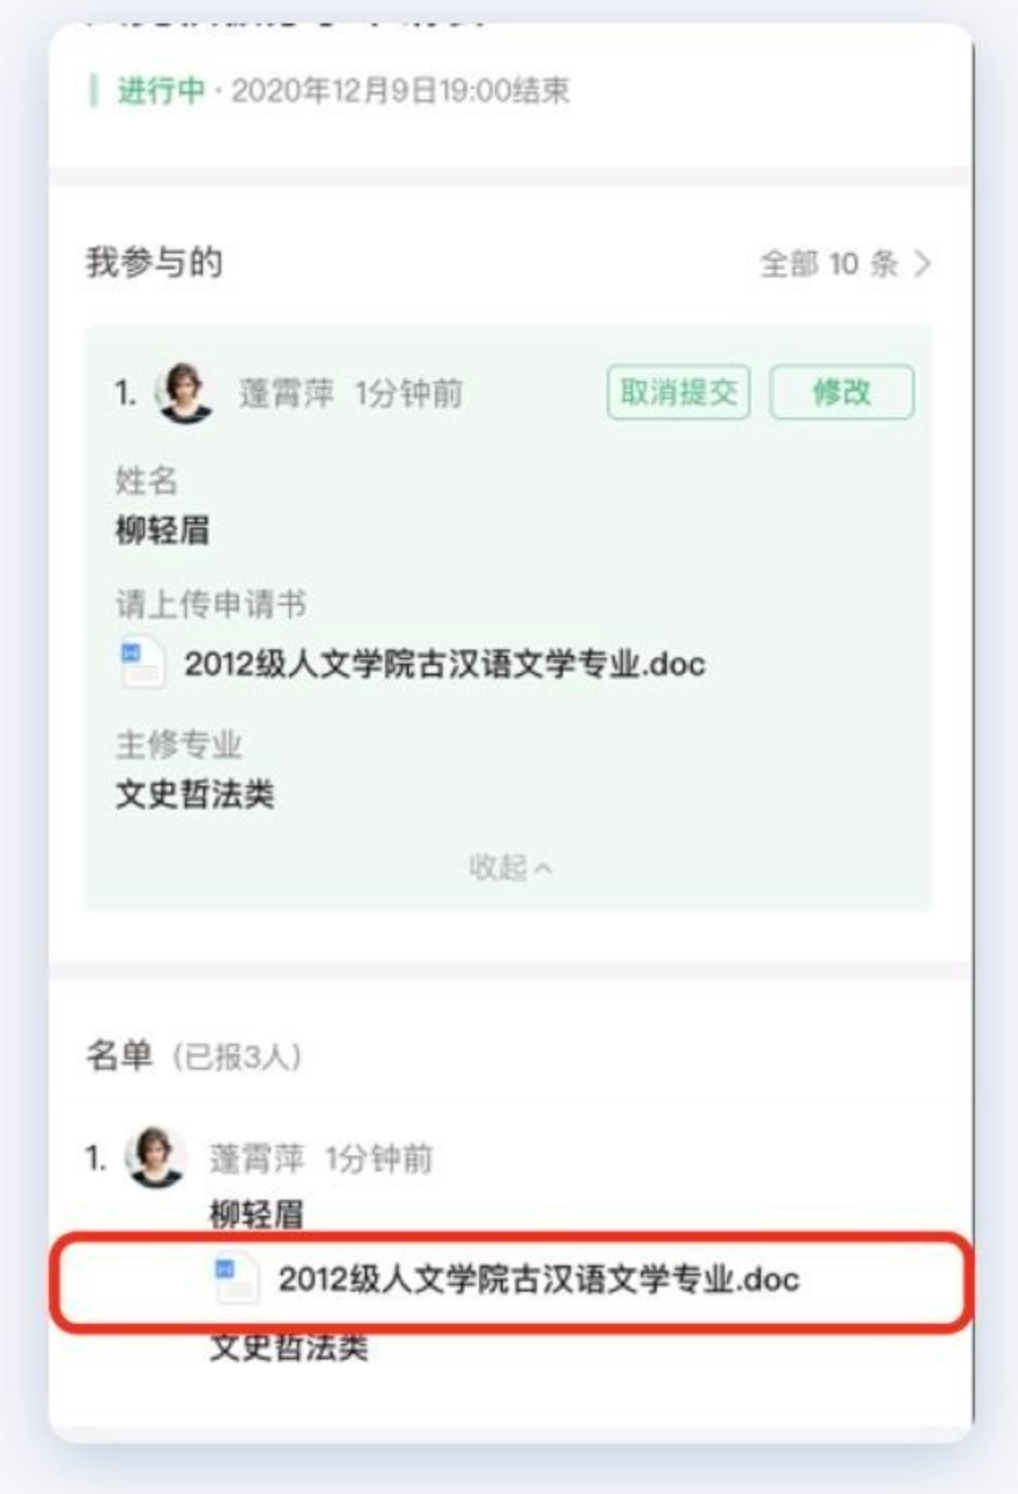 进行中 · 2020年12月9日19:00结束
我参与的 全部 10 条 >
1. 蓬霄萍 1分钟前 取消提交 修改
姓名
柳轻眉
请上传申请书
2012级人文学院古汉语文学专业.doc
主修专业
文史哲法类
收起
名单 (已报3人)
1. 蓬霄萍 1分钟前
柳轻眉
2012级人文学院古汉语文学专业.doc
文史哲法类